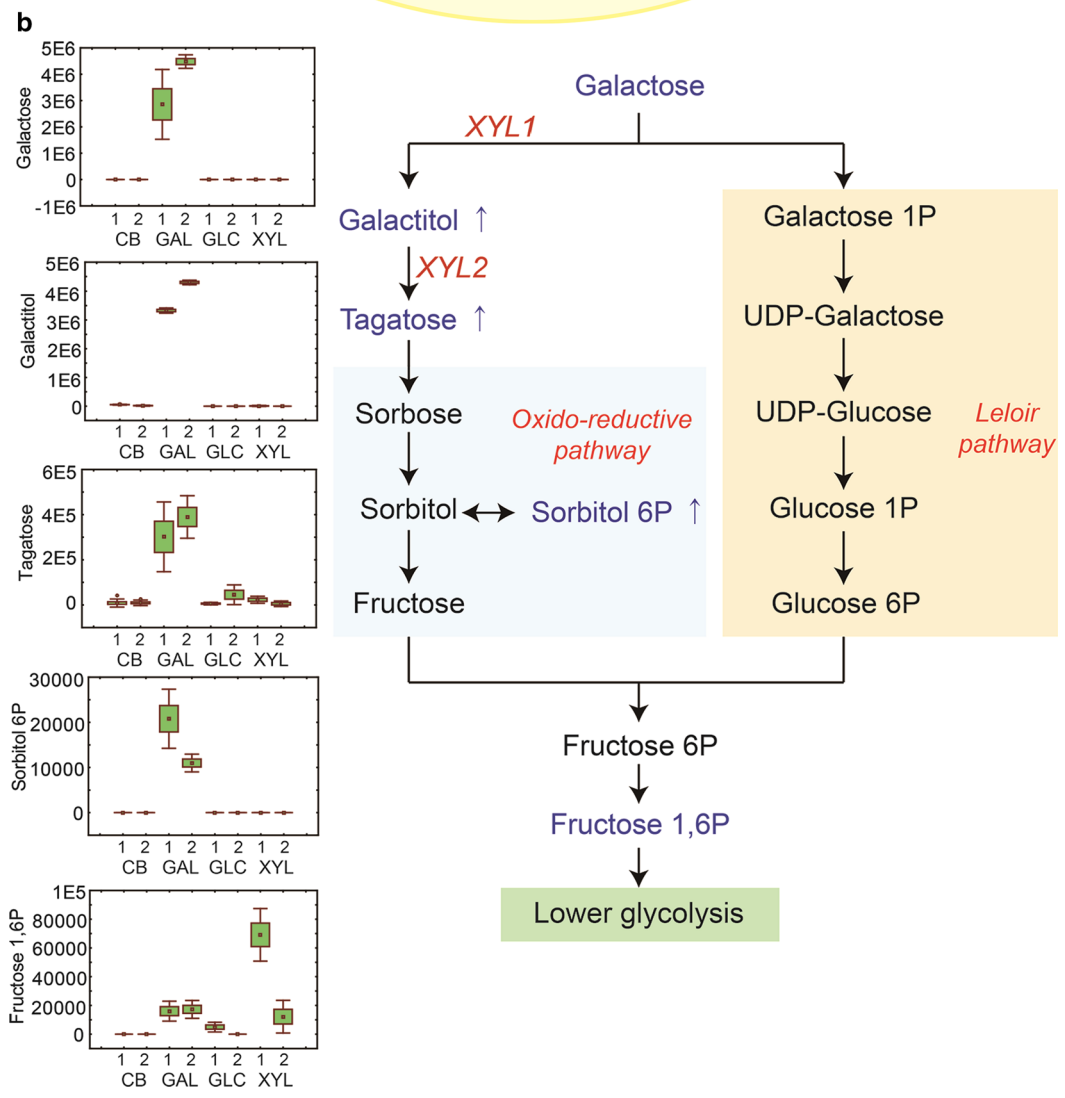 b
Galactose
5E6
4E6
3E6
2E6
1E6
0
-1E6
1 2 1 2 1 2 1 2
CB GAL GLC XYL
Galactitol
5E6
4E6
3E6
2E6
1E6
0
1 2 1 2 1 2 1 2
CB GAL GLC XYL
Tagatose
6E5
4E5
2E5
0
1 2 1 2 1 2 1 2
CB GAL GLC XYL
Sorbitol 6P
30000
20000
10000
0
1 2 1 2 1 2 1 2
CB GAL GLC XYL
Fructose 1,6P
1E5
80000
60000
40000
20000
0
1 2 1 2 1 2 1 2
CB GAL GLC XYL
Galactose
XYL1
Galactitol ↑
XYL2
Tagatose ↑
Sorbose
Oxido-reductive
pathway
Sorbitol
Sorbitol 6P ↑
Fructose
Galactose 1P
UDP-Galactose
UDP-Glucose
Leloir
pathway
Glucose 1P
Glucose 6P
Fructose 6P
Fructose 1,6P
Lower glycolysis